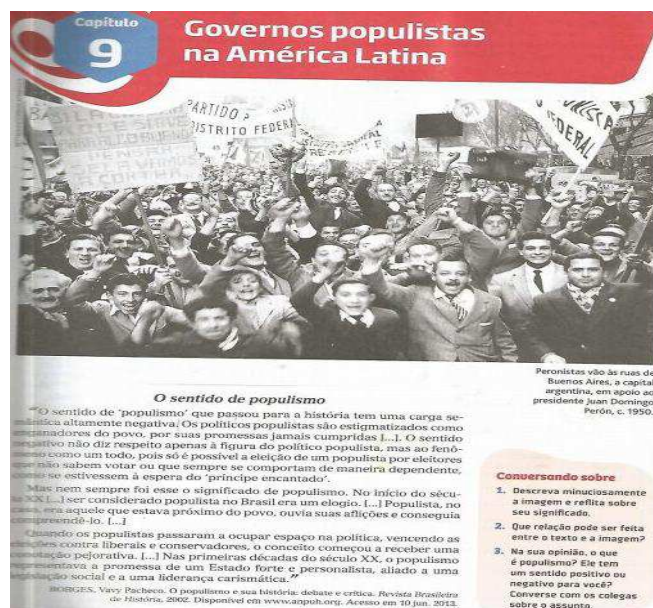 Capítulo
9
Governos populistas
na América Latina
PARTIDO
DISTRITO FEDERAL
FEDERAL
Peronistas vão às ruas de
Buenos Aires, a capital
argentina, em apoio ao
presidente Juan Domingo
Perón, c. 1950.
O sentido de populismo
“O sentido de ‘populismo’ que passou para a história tem uma carga se-
mântica altamente negativa. Os políticos populistas são estigmatizados como
enganadores do povo, por suas promessas jamais cumpridas [...]. O sentido
negativo não diz respeito apenas à figura do político populista, mas ao fenô-
meno como um todo, pois só é possível a eleição de um populista por eleitores
que não sabem votar ou que sempre se comportam de maneira dependente,
como se estivessem à espera do ‘príncipe encantado’.
Mas nem sempre foi esse o significado de populismo. No início do sécu-
lo XX [...] ser considerado populista no Brasil era um elogio. [...] Populista, no
caso, era aquele que estava próximo do povo, ouvia suas aflições e conseguia
compreendê-lo. [...]
Quando os populistas passaram a ocupar espaço na política, vencendo as
eleições contra liberais e conservadores, o conceito começou a receber uma
conotação pejorativa. [...] Nas primeiras décadas do século XX, o populismo
representava a promessa de um Estado forte e personalista, aliado a uma
legislação social e a uma liderança carismática.”
BORGES, Vavy Pacheco. O populismo e sua história: debate e crítica. Revista Brasileira
de História, 2002. Disponível em www.anpuh.org. Acesso em 10 jun. 2013.
Conversando sobre
1. Descreva minuciosamente
a imagem e reflita sobre
seu significado.
2. Que relação pode ser feita
entre o texto e a imagem?
3. Na sua opinião, o que
é populismo? Ele tem
um sentido positivo ou
negativo para você?
Converse com os colegas
sobre o assunto.